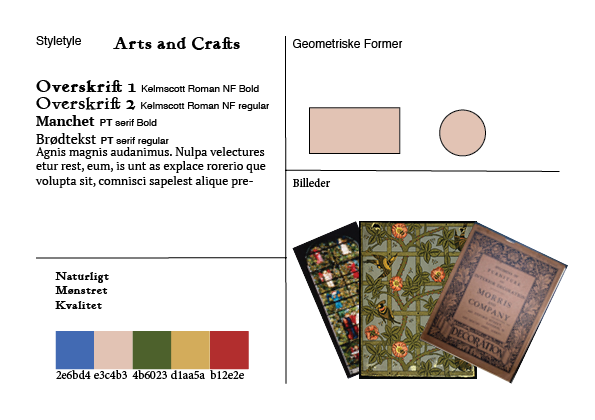 Styletyle
Arts and Crafts
Overskrift 1 Kelmscott Roman NF Bold
Overskrift 2 Kelmscott Roman NF regular
Manchet PT serif Bold
Brødtekst PT serif regular
Agnis magnis audanimus. Nulpa velectures
etur rest, eum, is unt as explace rorerio que
volupta sit, comnisci sapelest alique pre-
Naturligt
Mønstret
Kvalitet
2e6bd4 e3c4b3 4b6023 d1aa5a b12e2e
Geometriske Former
Billeder
FURNITURE
MORRIS
COMPANY
DECORATION